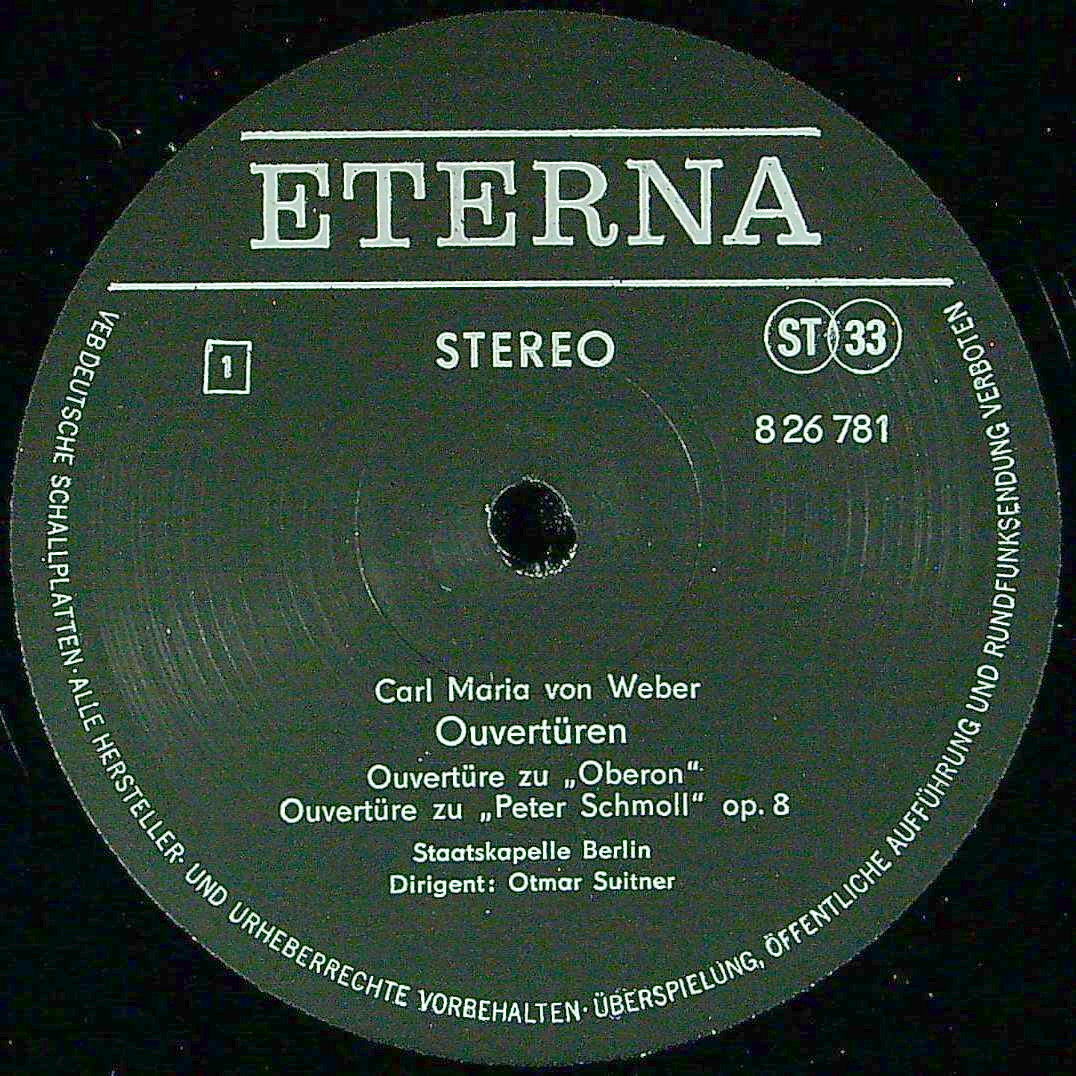 ETERNA
1
STEREO
ST 33
8 26 781
Carl Maria von Weber
Ouvertüren
Ouvertüre zu „Oberon“
Ouvertüre zu „Peter Schmoll“ op. 8
Staatskapelle Berlin
Dirigent: Otmar Suitner
VEB DEUTSCHE SCHALLPLATTEN · ALLE HERSTELLER- UND URHEBERRECHTE VORBEHALTEN · ÜBERSPIELUNG, ÖFFENTLICHE AUFFÜHRUNG UND RUNDFUNKSENDUNG VERBOTEN